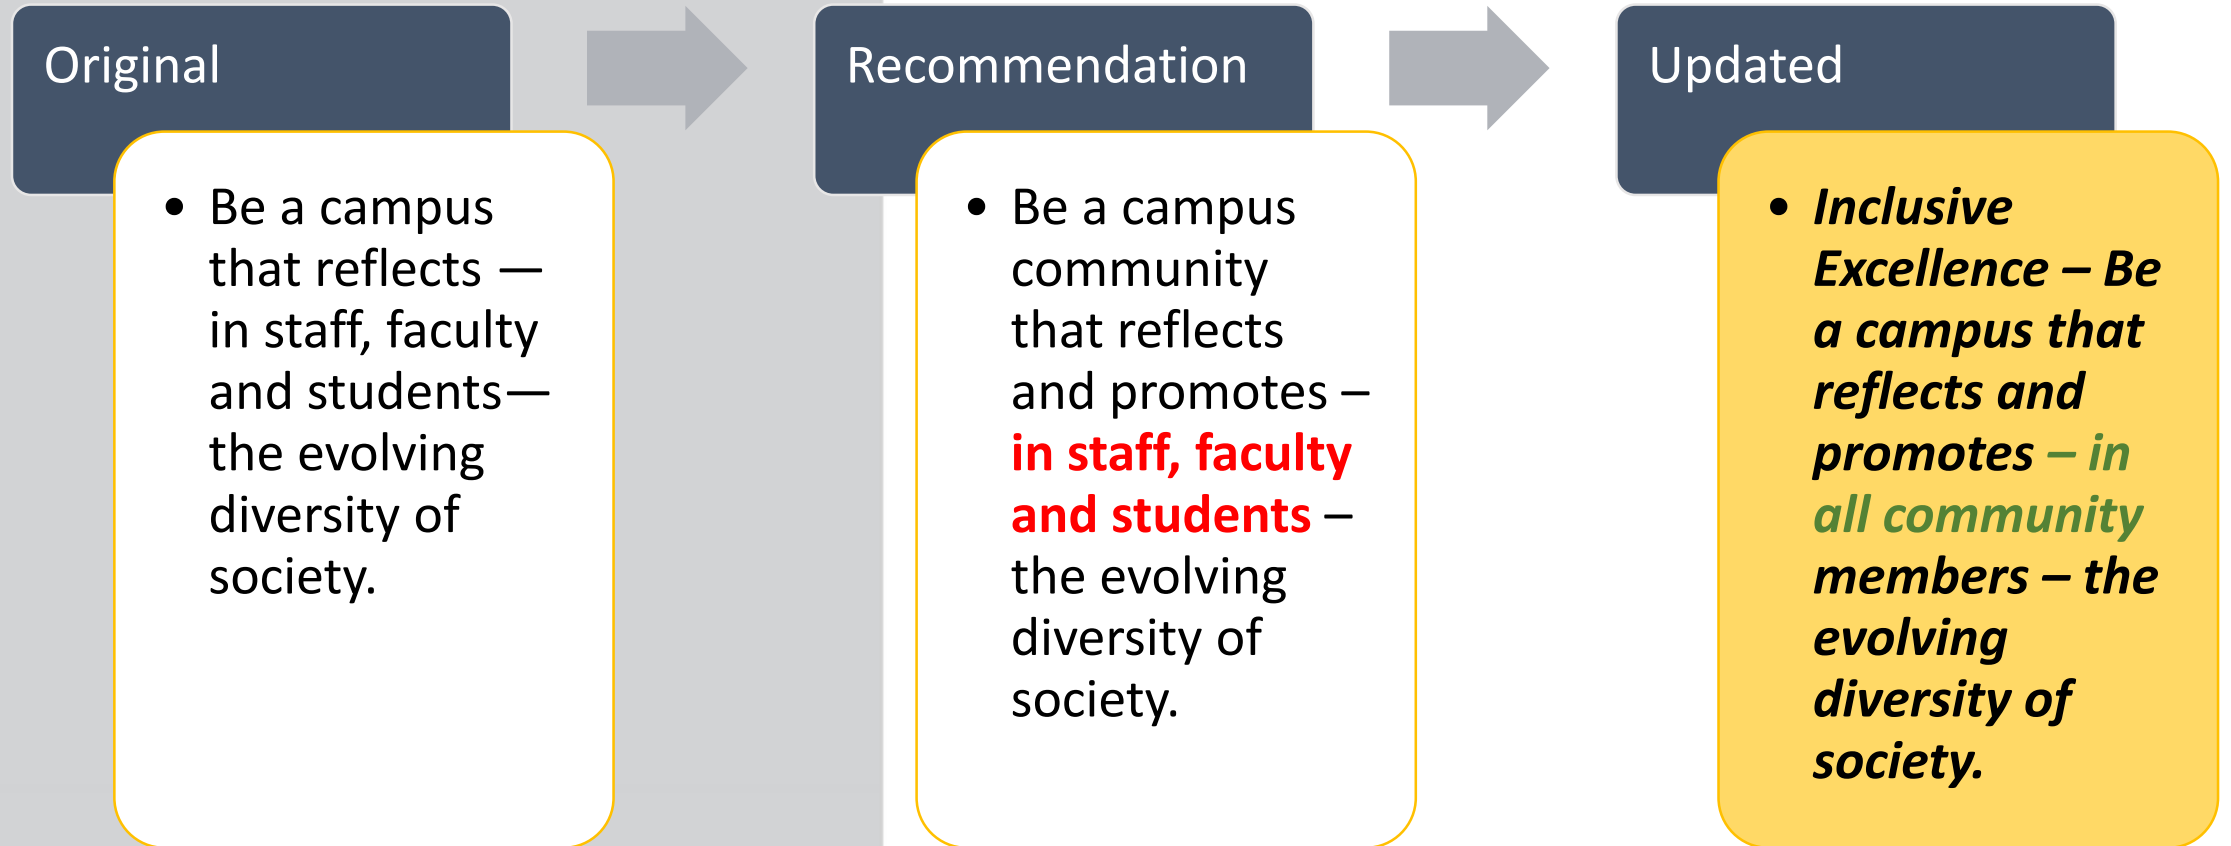 Original
• Be a campus
that reflects —
in staff, faculty
and students—
the evolving
diversity of
society.
Recommendation
• Be a campus
community
that reflects
and promotes –
in staff, faculty
and students –
the evolving
diversity of
society.
Updated
• Inclusive
Excellence – Be
a campus that
reflects and
promotes – in
all community
members – the
evolving
diversity of
society.